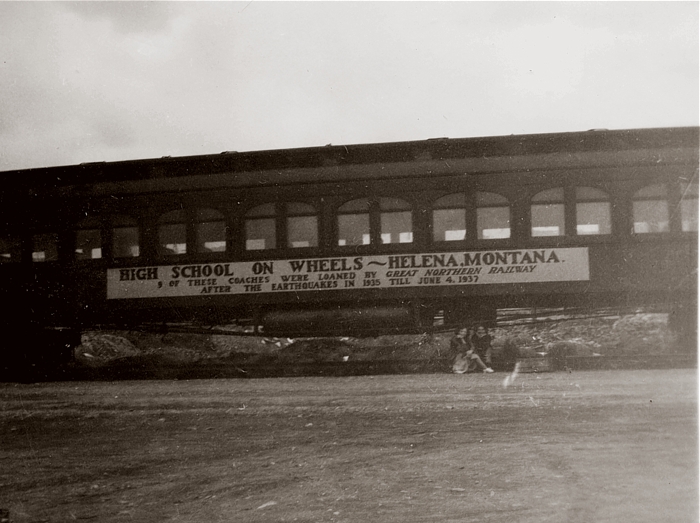 HIGH SCHOOL ON WHEELS ~ HELENA, MONTANA.
9 OF THESE COACHES WERE LOANED BY GREAT NORTHERN RAILWAY
AFTER THE EARTHQUAKES IN 1935 TILL JUNE 4, 1937